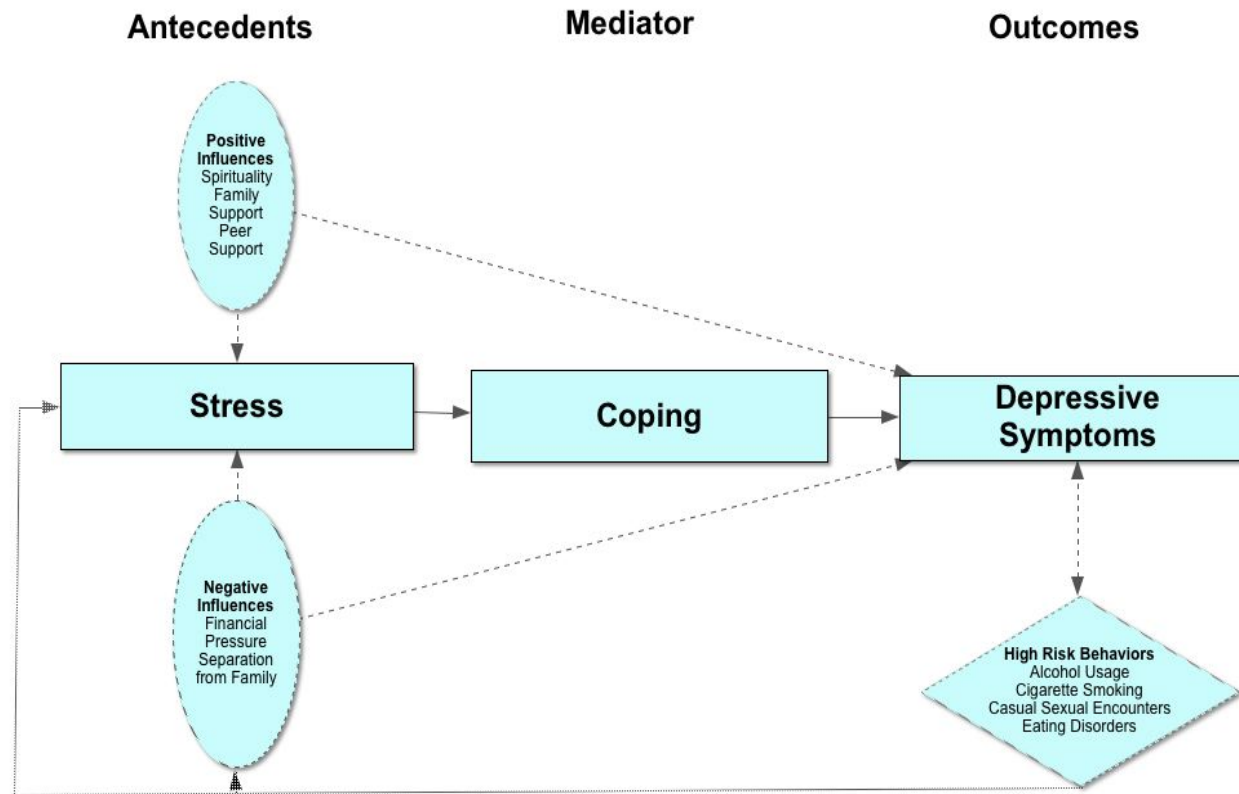 Antecedents
Mediator
Outcomes
Positive
Influences
Spirituality
Family
Support
Peer
Support
Stress
Coping
Depressive
Symptoms
Negative
Influences
Financial
Pressure
Separation
from Family
High Risk Behaviors
Alcohol Usage
Cigarette Smoking
Casual Sexual Encounters
Eating Disorders